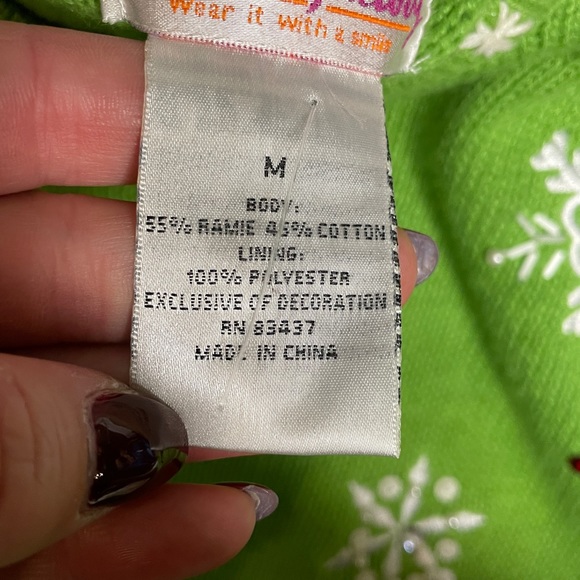 Wear it with a smile
M
BODY:
55% RAMIE 45% COTTON
LINING:
100% POLYESTER
EXCLUSIVE OF DECORATION
RN 83437
MADE IN CHINA